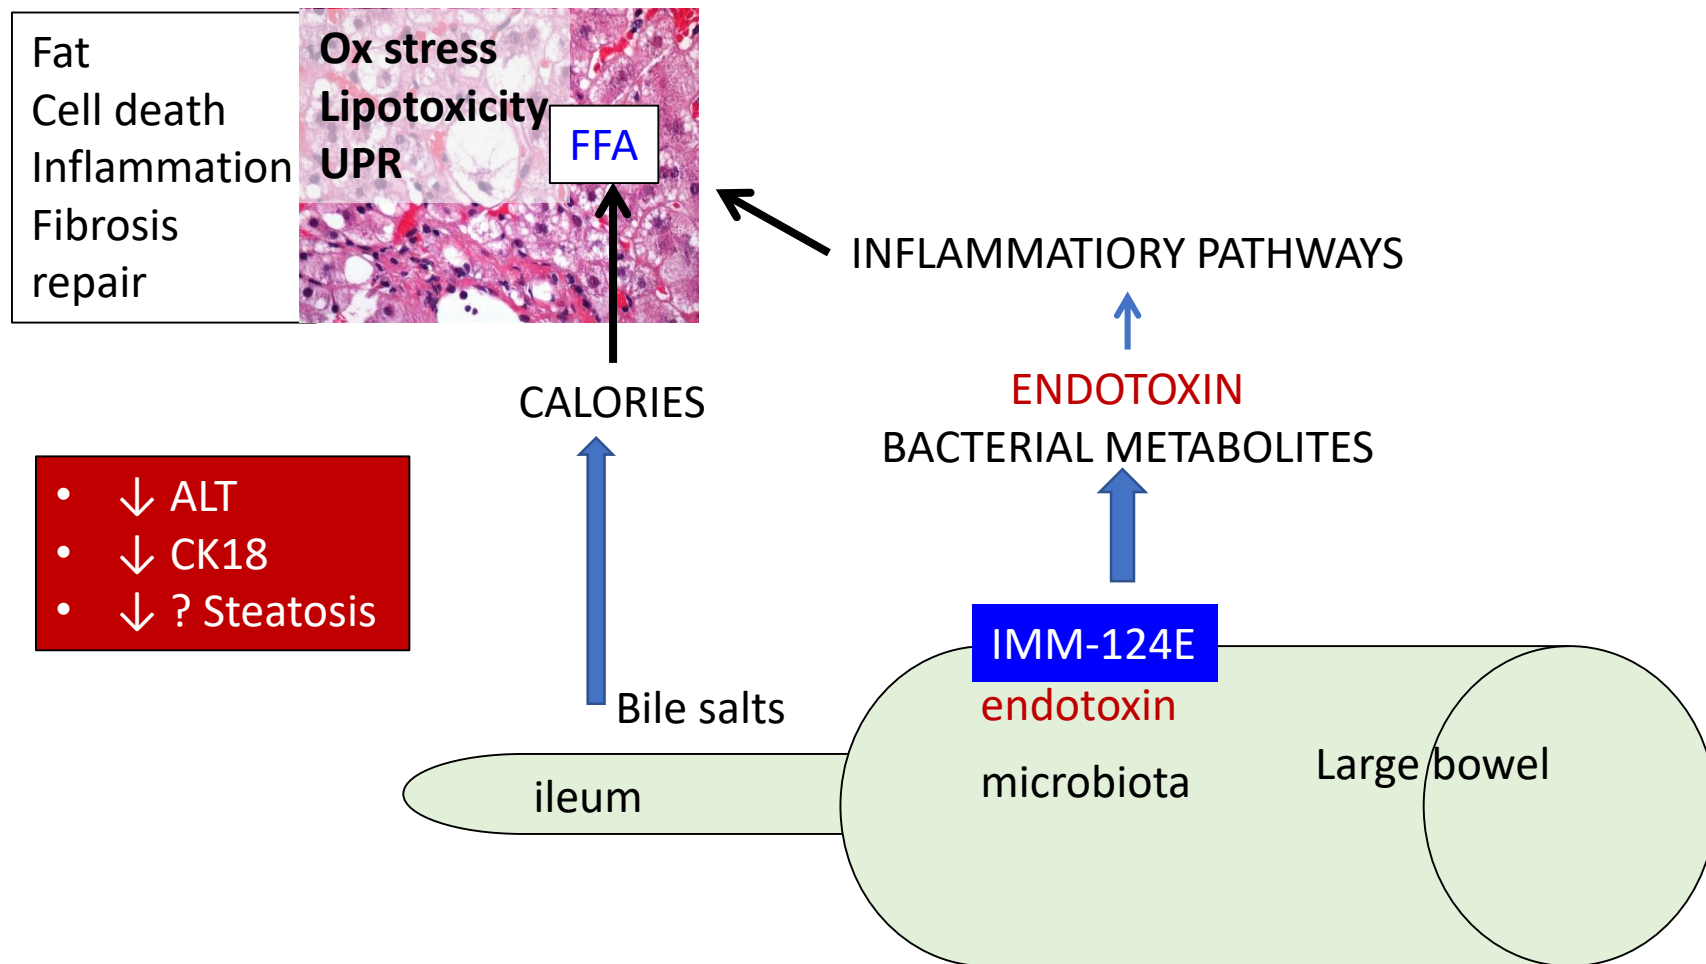 Fat
Cell death
Inflammation
Fibrosis
repair
Ox stress
Lipotoxicity
UPR
FFA
INFLAMMATIORY PATHWAYS
ENDOTOXIN
BACTERIAL METABOLITES
CALORIES
• ↓ ALT
• ↓ CK18
• ↓ ? Steatosis
IMM-124E
Bile salts
endotoxin
ileum
microbiota
Large bowel